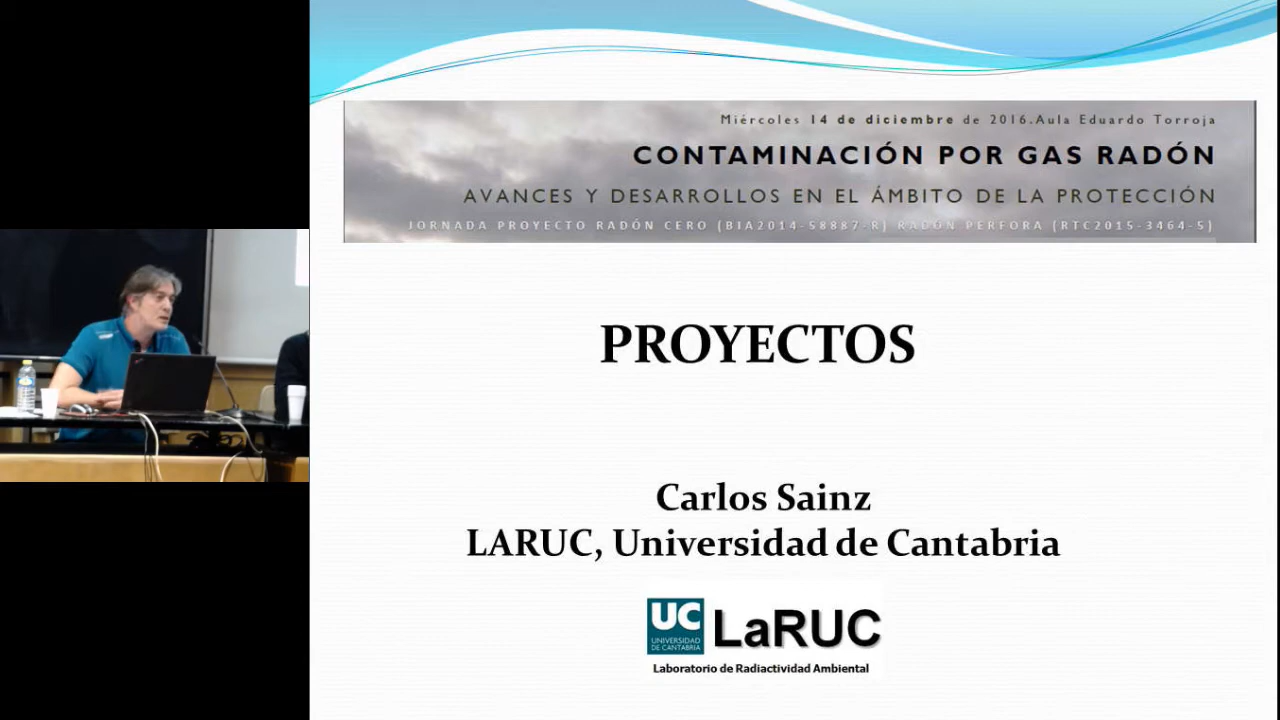 Miércoles 14 de diciembre de 2016.Aula Eduardo Torroja
CONTAMINACIÓN POR GAS RADÓN
AVANCES Y DESARROLLOS EN EL ÁMBITO DE LA PROTECCIÓN
JORNADA PROYECTO RADÓN CERO (BIA2014-58887-R) RADÓN PERFORA (RTC2015-3464-5)
PROYECTOS
Carlos Sainz
LARUC, Universidad de Cantabria
UC
UNIVERSIDAD
DE CANTABRIA
LaRUC
Laboratorio de Radiactividad Ambiental